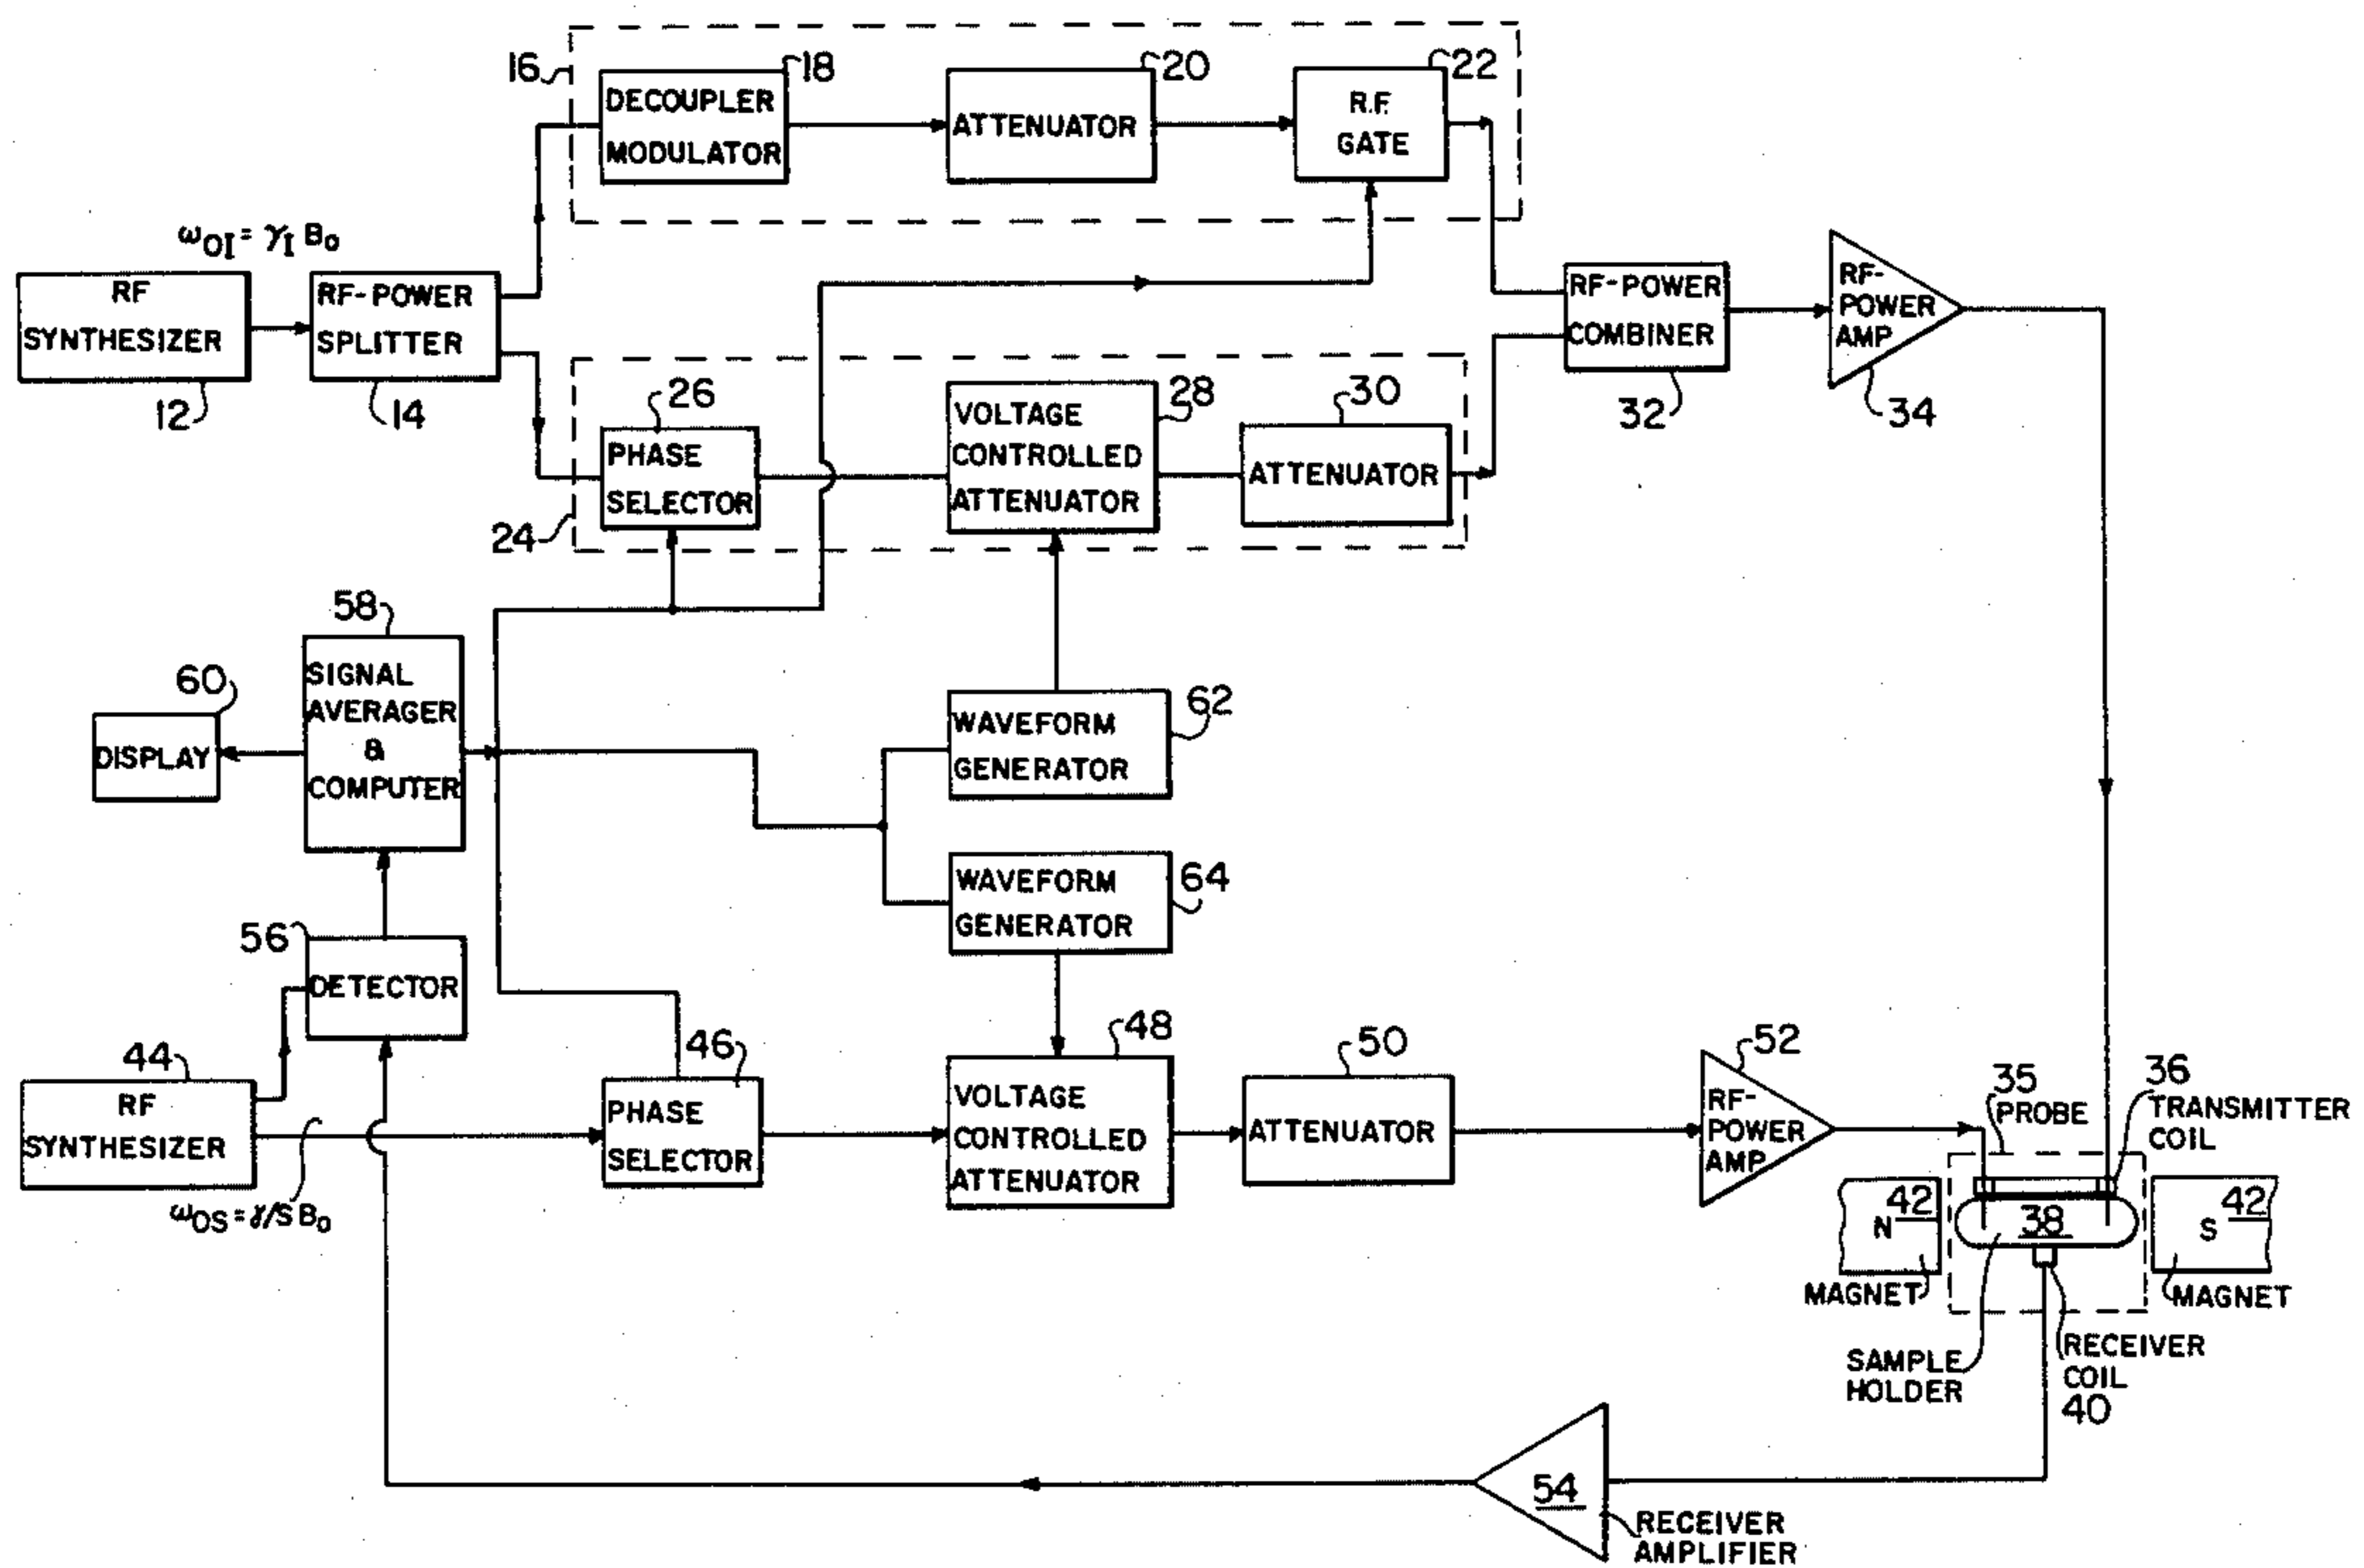 16
DECOUPLER
MODULATOR
18
ATTENUATOR
20
R.F.
GATE
22
ω0I = γI B0
RF
SYNTHESIZER
12
RF-POWER
SPLITTER
14
24
26
PHASE
SELECTOR
VOLTAGE
CONTROLLED
ATTENUATOR
28
30
ATTENUATOR
RF-POWER
COMBINER
32
RF-
POWER
AMP
34
58
SIGNAL
AVERAGER
&
COMPUTER
60
DISPLAY
WAVEFORM
GENERATOR
62
WAVEFORM
GENERATOR
64
56
DETECTOR
44
RF
SYNTHESIZER
ωOS = γ/S B0
46
PHASE
SELECTOR
48
VOLTAGE
CONTROLLED
ATTENUATOR
50
ATTENUATOR
52
RF-
POWER
AMP
35
PROBE
36
TRANSMITTER
COIL
42
N
MAGNET
38
42
S
MAGNET
SAMPLE
HOLDER
RECEIVER
COIL
40
54
RECEIVER
AMPLIFIER